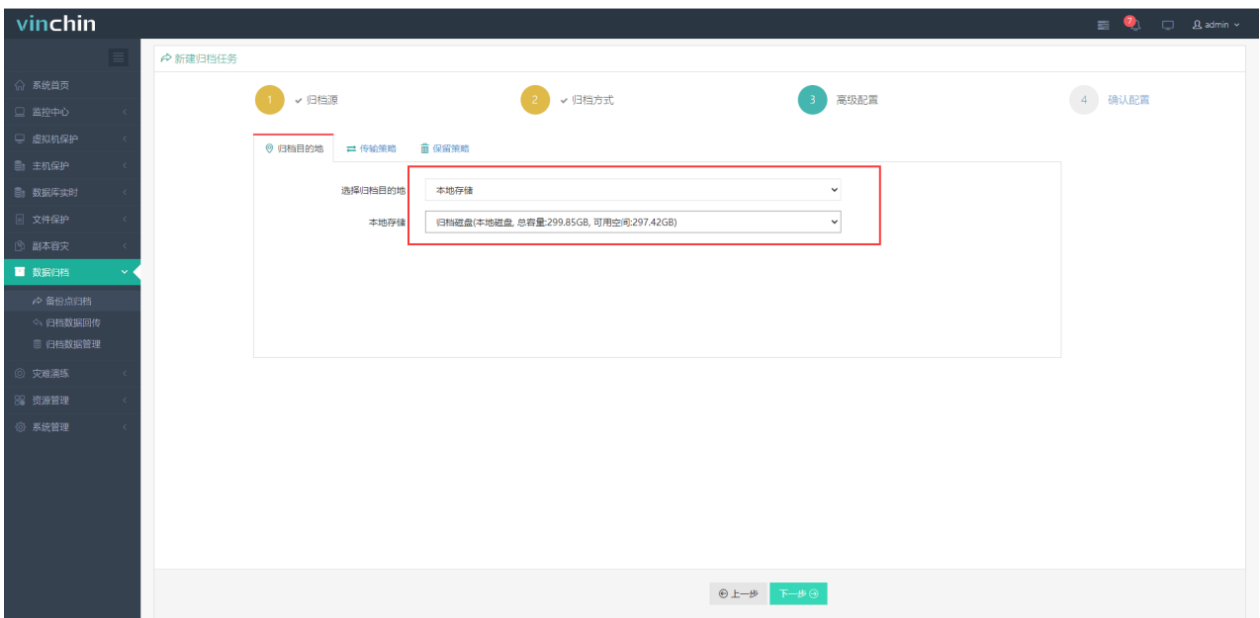 vinchin
7
admin
新建归档任务
系统首页
监控中心
虚拟机保护
主机保护
数据库实时
文件保护
副本容灾
数据归档
备份点归档
归档数据回传
归档数据管理
灾难演练
资源管理
系统管理
1 归档源
2 归档方式
3 高级配置
4 确认配置
归档目的地 传输策略 保留策略
选择归档目的地 本地存储
本地存储 归档磁盘(本地磁盘, 总容量:299.85GB, 可用空间:297.42GB)
上一步 下一步